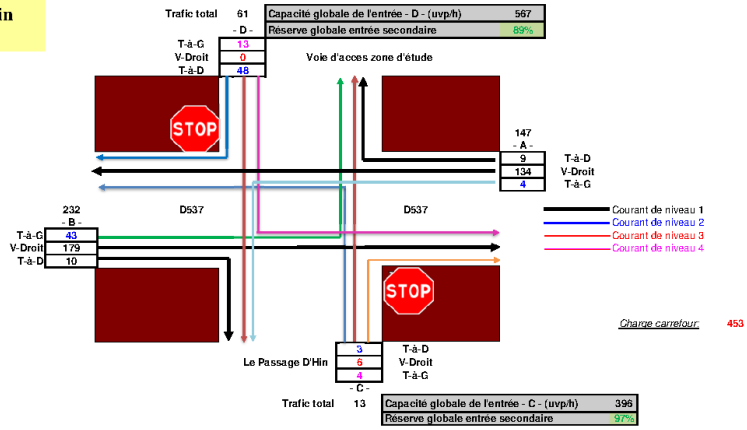 in
Trafic total 61 Capacité globale de l'entrée - D - (uvp/h) 567
- D - Réserve globale entrée secondaire 89%
T-à-G 13
V-Droit 0 Voie d'acces zone d'étude
T-à-D 48
STOP
147
- A -
9 T-à-D
134 V-Droit
4 T-à-G
232 D537 D537 Courant de niveau 1
- B - Courant de niveau 2
T-à-G 43 Courant de niveau 3
V-Droit 179 Courant de niveau 4
T-à-D 10
STOP
Charge carrefour: 453
3 T-à-D
Le Passage D'Hin 6 V-Droit
4 T-à-G
- C -
Trafic total 13 Capacité globale de l'entrée - C - (uvp/h) 396
Réserve globale entrée secondaire 97%